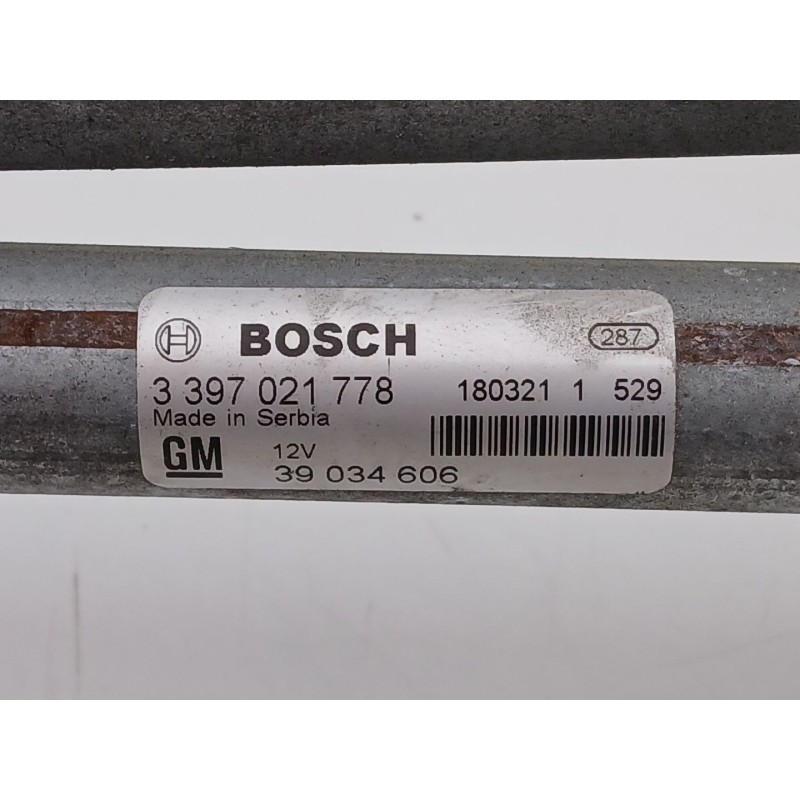 BOSCH
287
3 397 021 778
180321 1 529
Made in Serbia
GM
12V
39 034 606